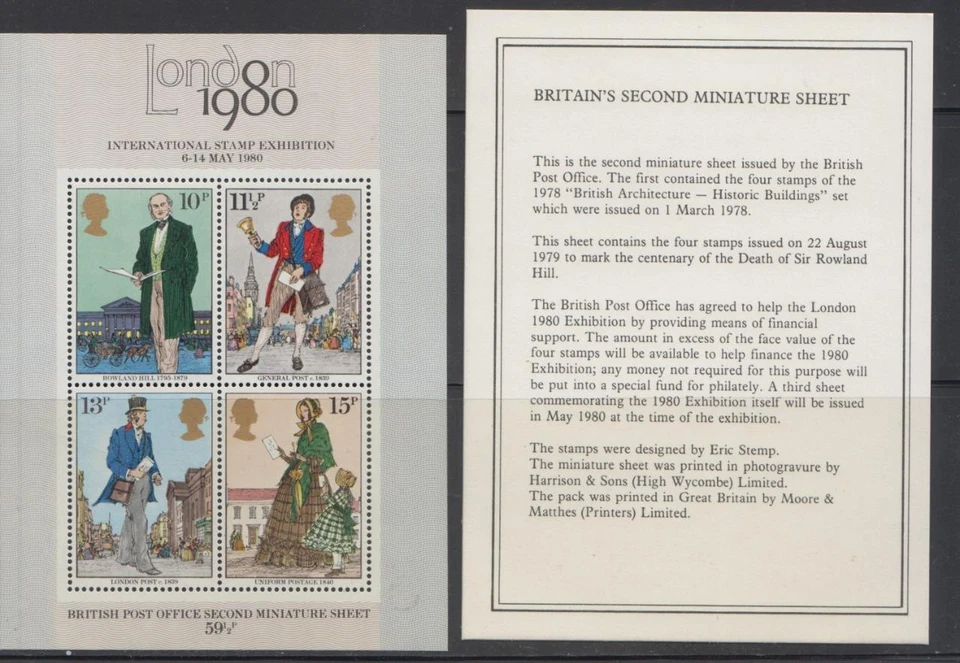 London
1980
INTERNATIONAL STAMP EXHIBITION
6-14 MAY 1980
10P
11½P
ROWLAND HILL 1795-1879
GENERAL POST c. 1839
13P
15P
LONDON POST c. 1839
UNIFORM POSTAGE 1840
BRITISH POST OFFICE SECOND MINIATURE SHEET
59½P
BRITAIN'S SECOND MINIATURE SHEET
This is the second miniature sheet issued by the British
Post Office. The first contained the four stamps of the
1978 "British Architecture — Historic Buildings" set
which were issued on 1 March 1978.
This sheet contains the four stamps issued on 22 August
1979 to mark the centenary of the Death of Sir Rowland
Hill.
The British Post Office has agreed to help the London
1980 Exhibition by providing means of financial
support. The amount in excess of the face value of the
four stamps will be available to help finance the 1980
Exhibition; any money not required for this purpose will
be put into a special fund for philately. A third sheet
commemorating the 1980 Exhibition itself will be issued
in May 1980 at the time of the exhibition.
The stamps were designed by Eric Stemp.
The miniature sheet was printed in photogravure by
Harrison & Sons (High Wycombe) Limited.
The pack was printed in Great Britain by Moore &
Matthes (Printers) Limited.